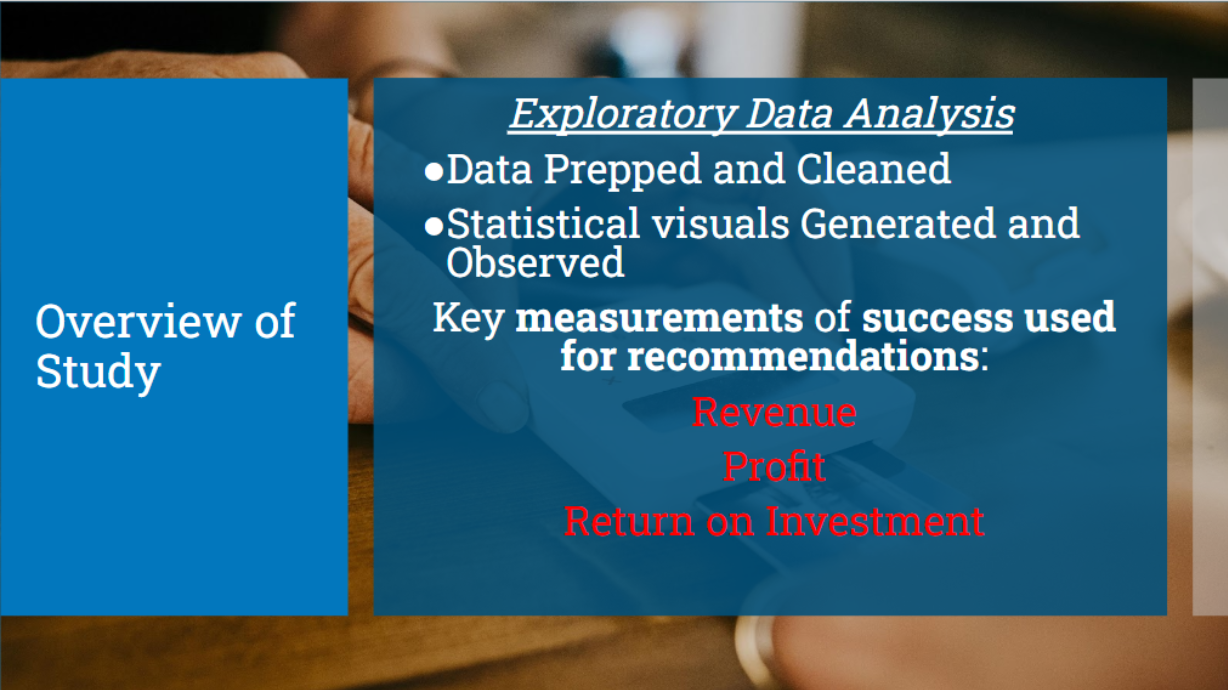 Overview of
Study
Exploratory Data Analysis
●Data Prepped and Cleaned
●Statistical visuals Generated and
Observed
Key measurements of success used
for recommendations:
Revenue
Profit
Return on Investment